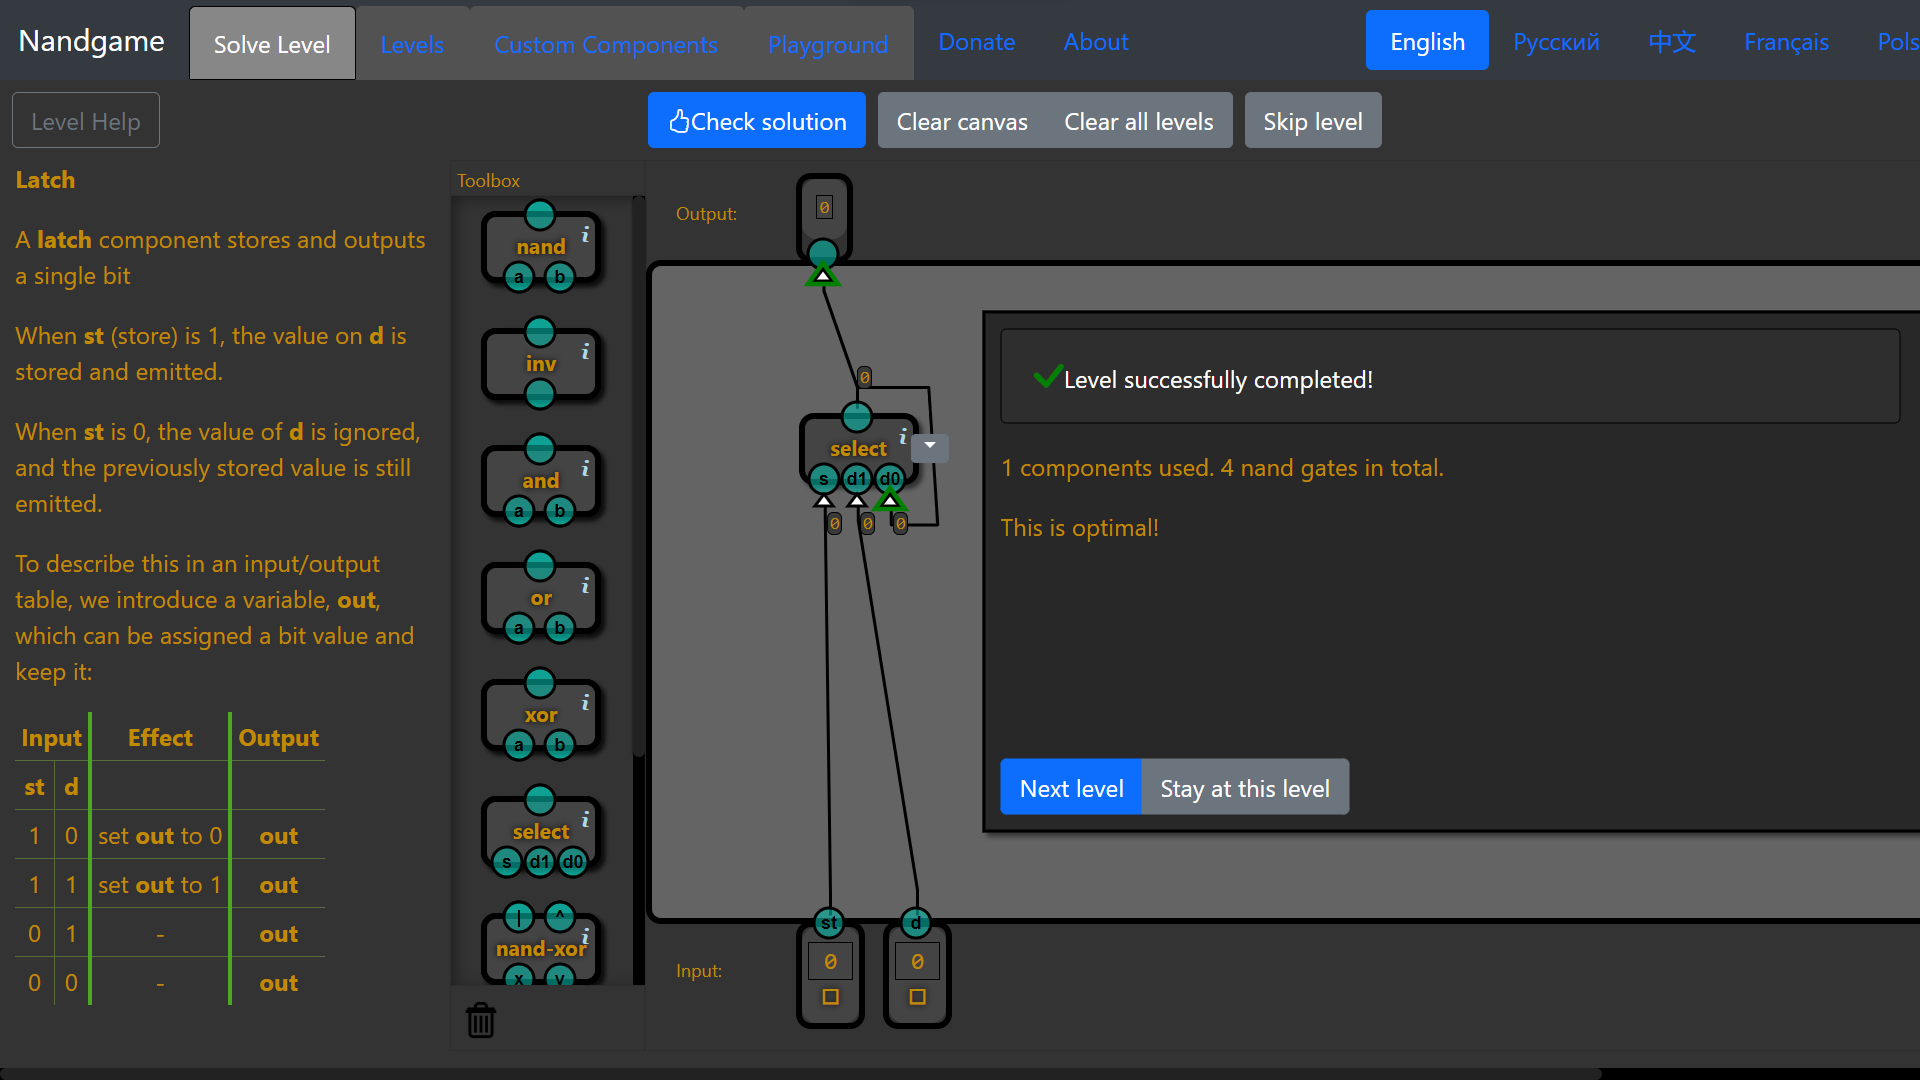 Nandgame
Solve Level
Levels
Custom Components
Playground
Donate
About
English
Русский
中文
Français
Pols
Level Help
Check solution
Clear canvas
Clear all levels
Skip level
Latch
A latch component stores and outputs
a single bit
When st (store) is 1, the value on d is
stored and emitted.
When st is 0, the value of d is ignored,
and the previously stored value is still
emitted.
To describe this in an input/output
table, we introduce a variable, out,
which can be assigned a bit value and
keep it:
Input Effect Output
st d
1 0 set out to 0 out
1 1 set out to 1 out
0 1 - out
0 0 - out
Toolbox
nand i
a b
inv i
and i
a b
or i
a b
xor i
a b
select i
s d1 d0
| ^
nand-xor i
x y
Output:
0
0
select i
s d1 d0
0 0 0
st d
Input:
0 0
Level successfully completed!
1 components used. 4 nand gates in total.
This is optimal!
Next level
Stay at this level